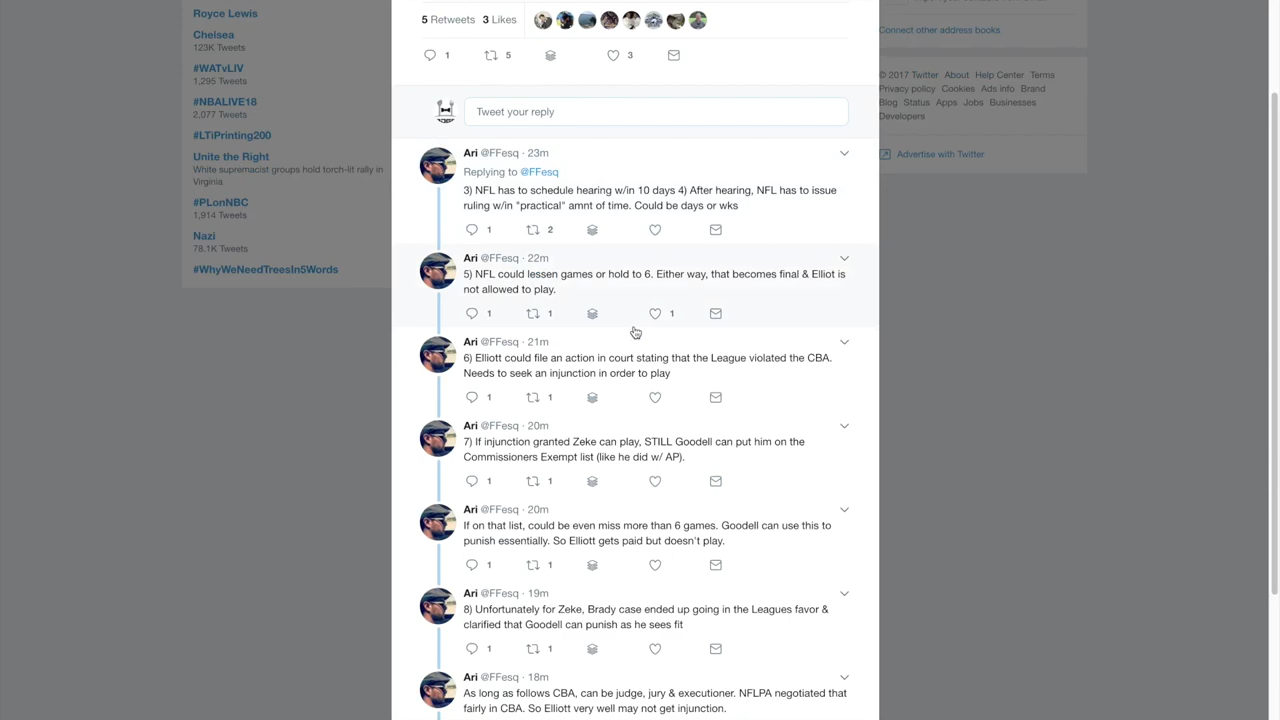 Royce Lewis
Chelsea
123K Tweets
#WATvLIV
1,295 Tweets
#NBALIVE18
2,077 Tweets
#LTiPrinting200
Unite the Right
White supremacist groups hold torch-lit rally in
Virginia
#PLonNBC
1,914 Tweets
Nazi
78.1K Tweets
#WhyWeNeedTreesIn5Words
5 Retweets 3 Likes
1 5 3
Tweet your reply
Ari @FFesq · 23m
Replying to @FFesq
3) NFL has to schedule hearing w/in 10 days 4) After hearing, NFL has to issue
ruling w/in "practical" amnt of time. Could be days or wks
1 2
Ari @FFesq · 22m
5) NFL could lessen games or hold to 6. Either way, that becomes final & Elliot is
not allowed to play.
1 1 1
Ari @FFesq · 21m
6) Elliott could file an action in court stating that the League violated the CBA.
Needs to seek an injunction in order to play
1 1
Ari @FFesq · 20m
7) If injunction granted Zeke can play, STILL Goodell can put him on the
Commissioners Exempt list (like he did w/ AP).
1 1
Ari @FFesq · 20m
If on that list, could be even miss more than 6 games. Goodell can use this to
punish essentially. So Elliott gets paid but doesn't play.
1 1
Ari @FFesq · 19m
8) Unfortunately for Zeke, Brady case ended up going in the Leagues favor &
clarified that Goodell can punish as he sees fit
1 1
Ari @FFesq · 18m
As long as follows CBA, can be judge, jury & executioner. NFLPA negotiated that
fairly in CBA. So Elliott very well may not get injunction.
Connect other address books
© 2017 Twitter About Help Center Terms
Privacy policy Cookies Ads info Brand
Blog Status Apps Jobs Businesses
Developers
Advertise with Twitter